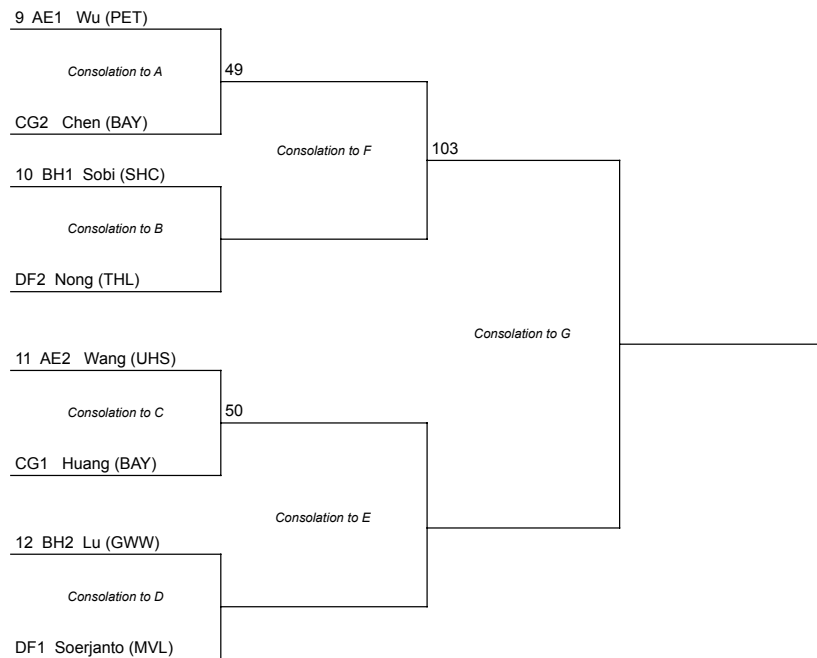 9 AE1 Wu (PET)
Consolation to A
49
CG2 Chen (BAY)
Consolation to F
103
10 BH1 Sobi (SHC)
Consolation to B
DF2 Nong (THL)
Consolation to G
11 AE2 Wang (UHS)
Consolation to C
50
CG1 Huang (BAY)
Consolation to E
12 BH2 Lu (GWW)
Consolation to D
DF1 Soerjanto (MVL)